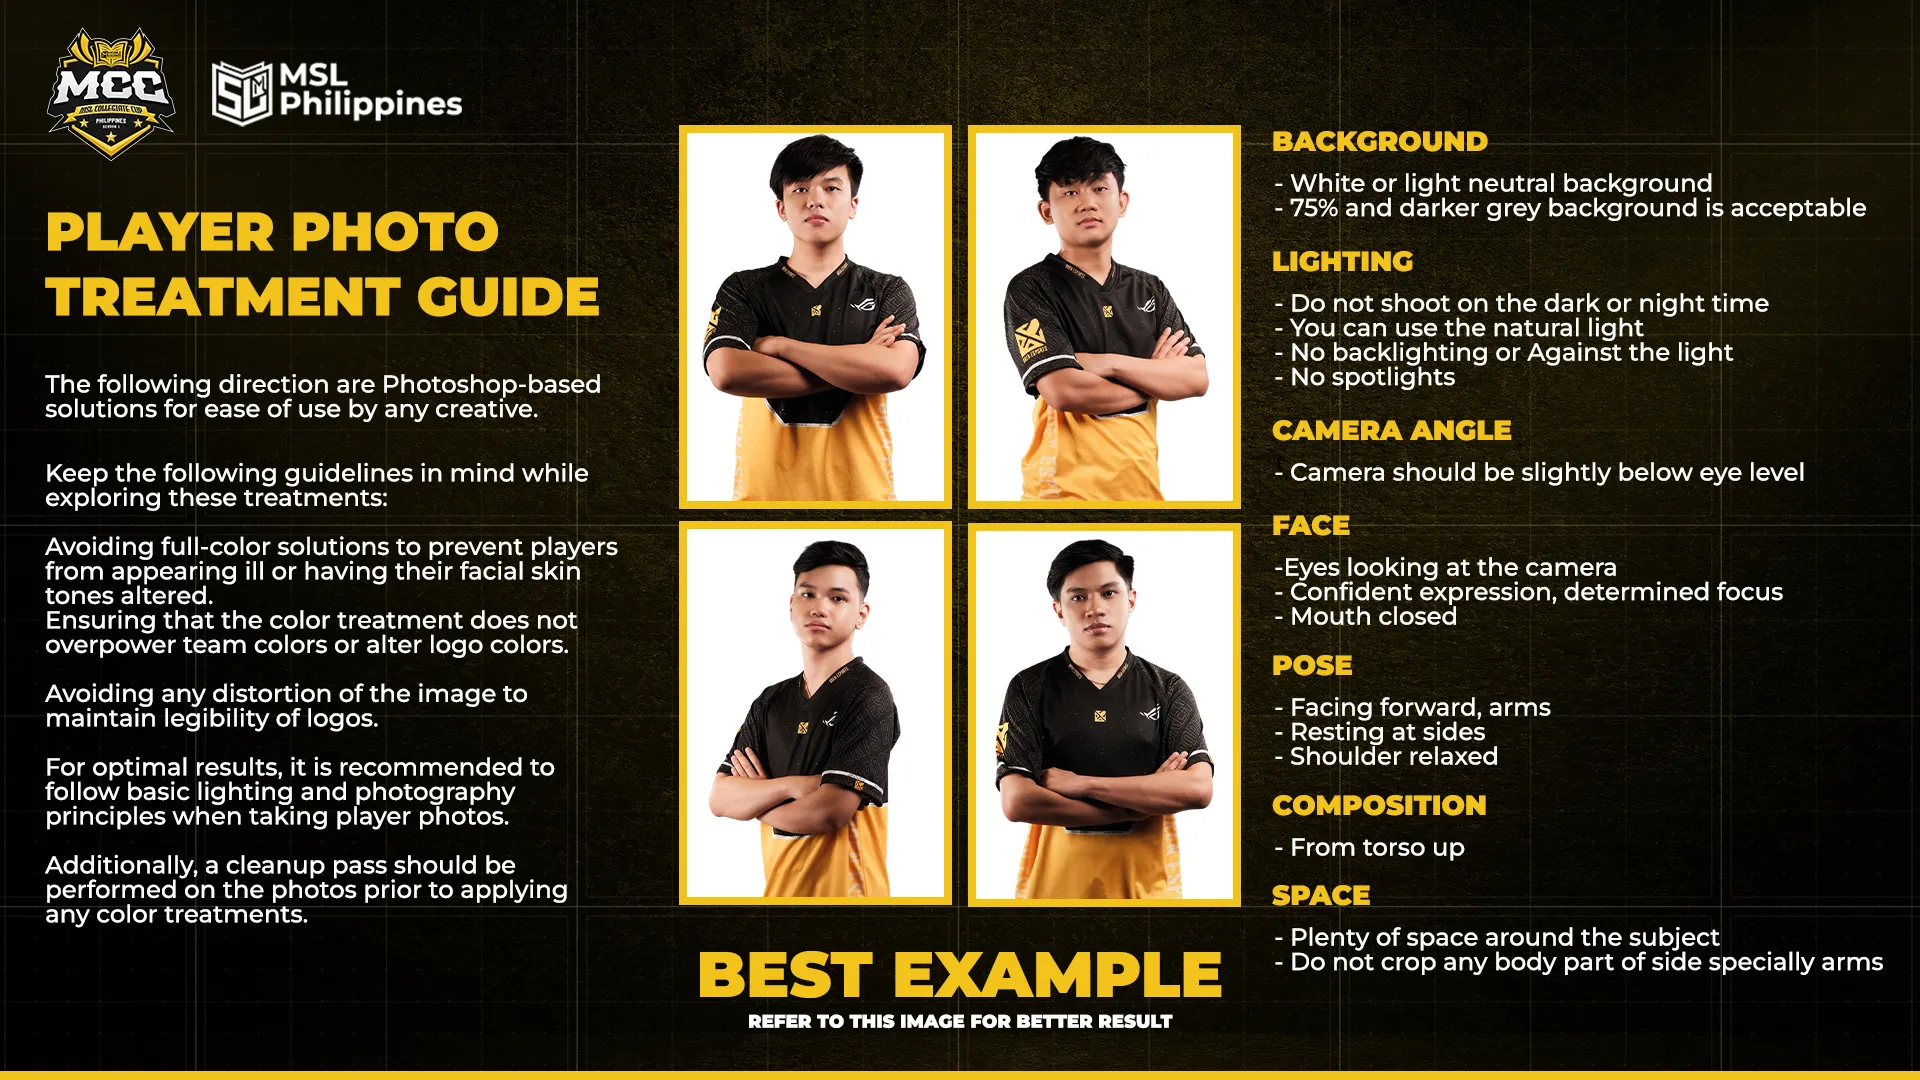 MCC
MSL COLLEGIATE CUP
PHILIPPINES
SEASON 1
MSL
Philippines
PLAYER PHOTO
TREATMENT GUIDE
The following direction are Photoshop-based
solutions for ease of use by any creative.
Keep the following guidelines in mind while
exploring these treatments:
Avoiding full-color solutions to prevent players
from appearing ill or having their facial skin
tones altered.
Ensuring that the color treatment does not
overpower team colors or alter logo colors.
Avoiding any distortion of the image to
maintain legibility of logos.
For optimal results, it is recommended to
follow basic lighting and photography
principles when taking player photos.
Additionally, a cleanup pass should be
performed on the photos prior to applying
any color treatments.
BEST EXAMPLE
REFER TO THIS IMAGE FOR BETTER RESULT
BACKGROUND
- White or light neutral background
- 75% and darker grey background is acceptable
LIGHTING
- Do not shoot on the dark or night time
- You can use the natural light
- No backlighting or Against the light
- No spotlights
CAMERA ANGLE
- Camera should be slightly below eye level
FACE
-Eyes looking at the camera
- Confident expression, determined focus
- Mouth closed
POSE
- Facing forward, arms
- Resting at sides
- Shoulder relaxed
COMPOSITION
- From torso up
SPACE
- Plenty of space around the subject
- Do not crop any body part of side specially arms